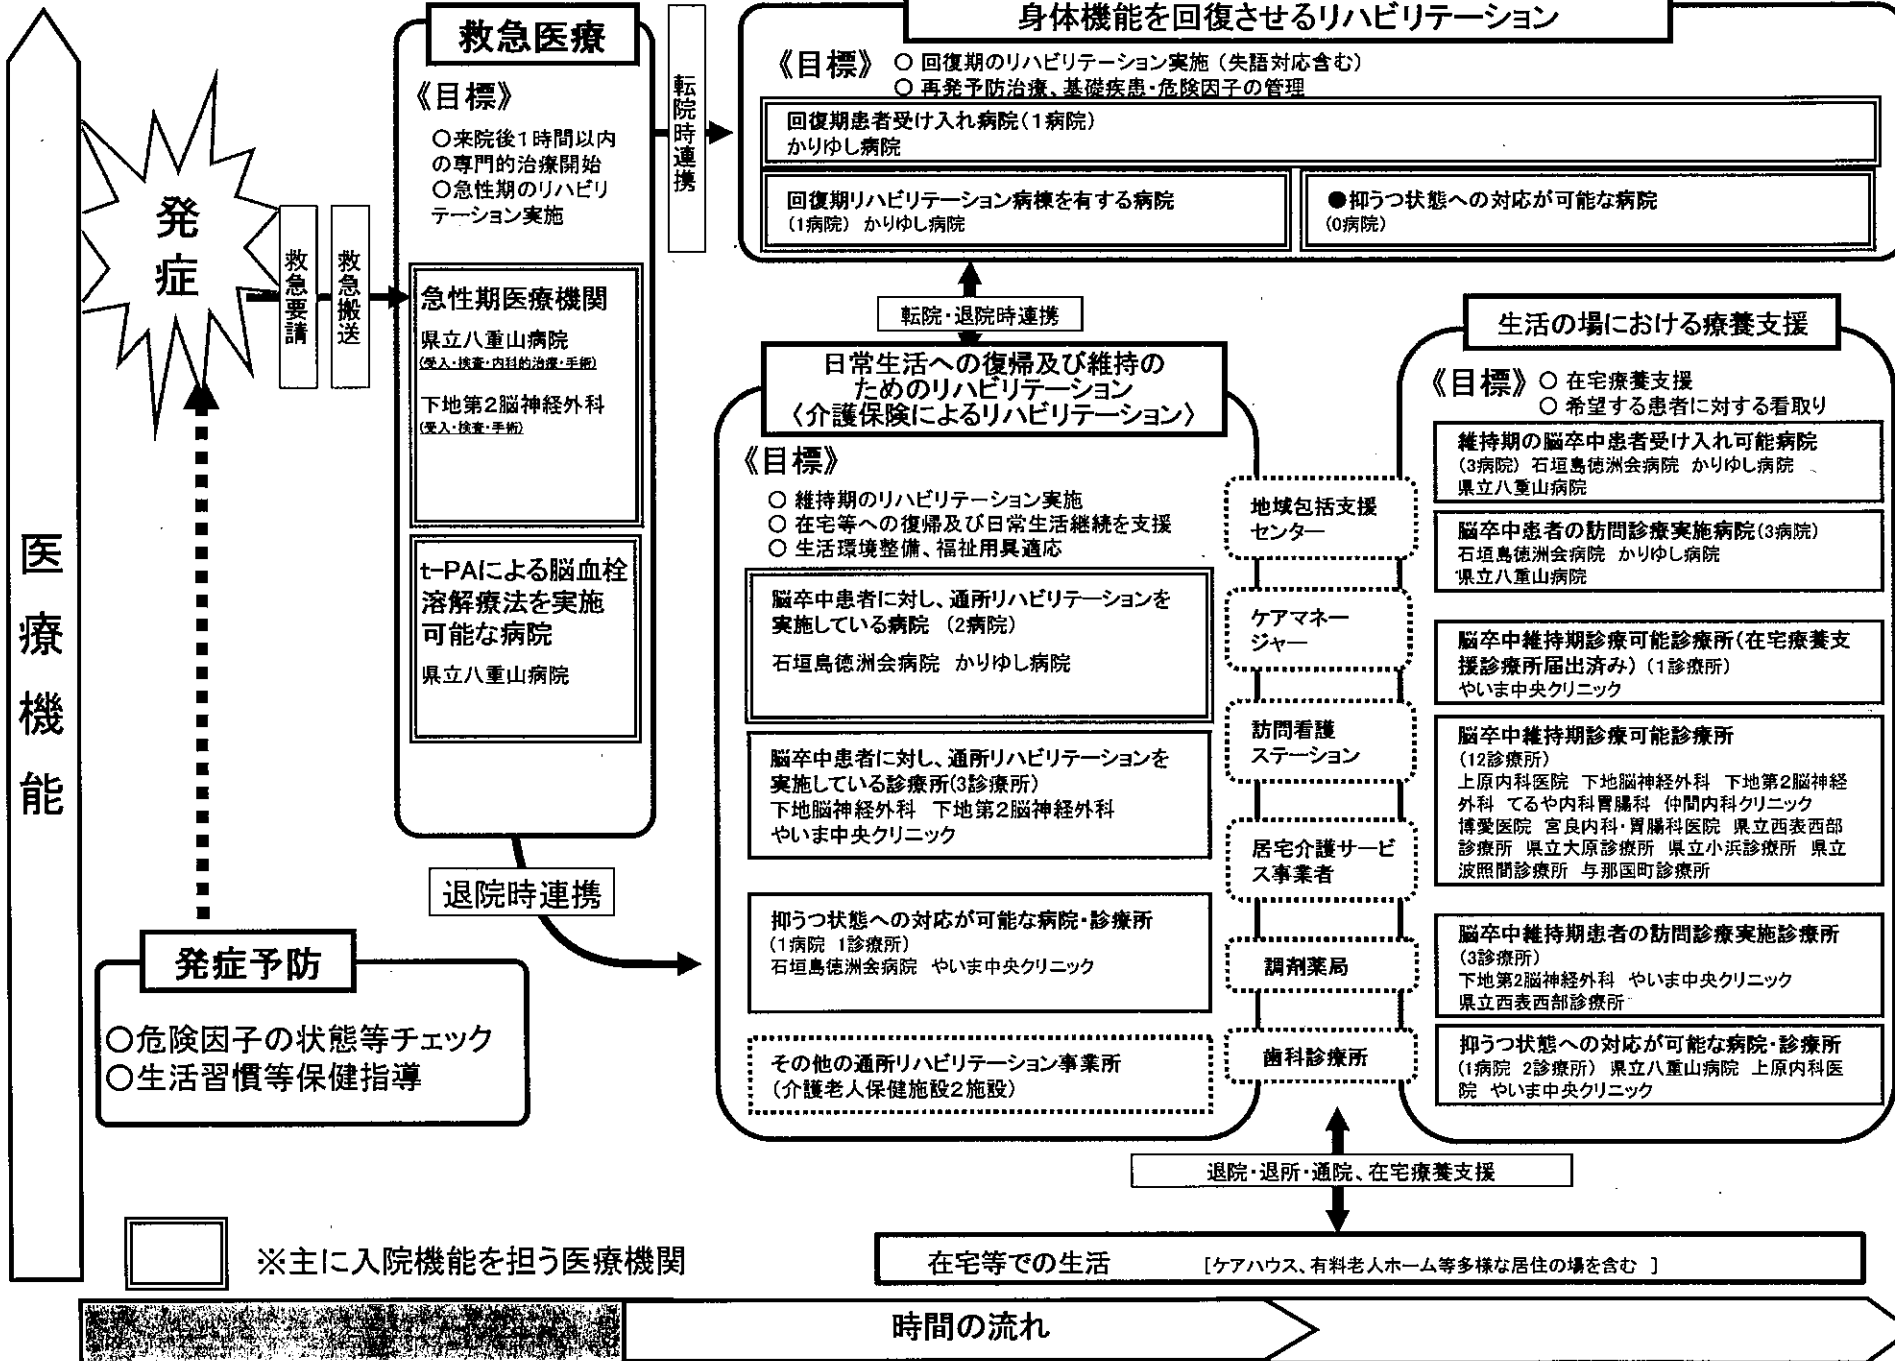 医療機能
発症
救急要請
救急搬送
発症予防
○危険因子の状態等チェック
○生活習慣等保健指導
救急医療
《目標》
○来院後1時間以内
の専門的治療開始
○急性期のリハビリ
テーション実施
急性期医療機関
県立八重山病院
(受入・検査・内科的治療・手術)
下地第2脳神経外科
(受入・検査・手術)
t-PAによる脳血栓
溶解療法を実施
可能な病院
県立八重山病院
転院時連携
退院時連携
身体機能を回復させるリハビリテーション
《目標》 ○ 回復期のリハビリテーション実施(失語対応含む)
○ 再発予防治療、基礎疾患・危険因子の管理
回復期患者受け入れ病院(1病院)
かりゆし病院
回復期リハビリテーション病棟を有する病院
(1病院) かりゆし病院
●抑うつ状態への対応が可能な病院
(0病院)
転院・退院時連携
日常生活への復帰及び維持の
ためのリハビリテーション
〈介護保険によるリハビリテーション〉
《目標》
○ 維持期のリハビリテーション実施
○ 在宅等への復帰及び日常生活継続を支援
○ 生活環境整備、福祉用具適応
脳卒中患者に対し、通所リハビリテーションを
実施している病院 (2病院)
石垣島徳洲会病院 かりゆし病院
脳卒中患者に対し、通所リハビリテーションを
実施している診療所(3診療所)
下地脳神経外科 下地第2脳神経外科
やいま中央クリニック
抑うつ状態への対応が可能な病院・診療所
(1病院 1診療所)
石垣島徳洲会病院 やいま中央クリニック
その他の通所リハビリテーション事業所
(介護老人保健施設2施設)
地域包括支援
センター
ケアマネー
ジャー
訪問看護
ステーション
居宅介護サービ
ス事業者
調剤薬局
歯科診療所
生活の場における療養支援
《目標》 ○ 在宅療養支援
○ 希望する患者に対する看取り
維持期の脳卒中患者受け入れ可能病院
(3病院) 石垣島徳洲会病院 かりゆし病院
県立八重山病院
脳卒中患者の訪問診療実施病院(3病院)
石垣島徳洲会病院 かりゆし病院
県立八重山病院
脳卒中維持期診療可能診療所(在宅療養支
援診療所届出済み) (1診療所)
やいま中央クリニック
脳卒中維持期診療可能診療所
(12診療所)
上原内科医院 下地脳神経外科 下地第2脳神経
外科 てるや内科胃腸科 仲間内科クリニック
博愛医院 宮良内科・胃腸科医院 県立西表西部
診療所 県立大原診療所 県立小浜診療所 県立
波照間診療所 与那国町診療所
脳卒中維持期患者の訪問診療実施診療所
(3診療所)
下地第2脳神経外科 やいま中央クリニック
県立西表西部診療所
抑うつ状態への対応が可能な病院・診療所
(1病院 2診療所) 県立八重山病院 上原内科医
院 やいま中央クリニック
退院・退所・通院、在宅療養支援
※主に入院機能を担う医療機関
在宅等での生活 [ケアハウス、有料老人ホーム等多様な居住の場を含む ]
時間の流れ